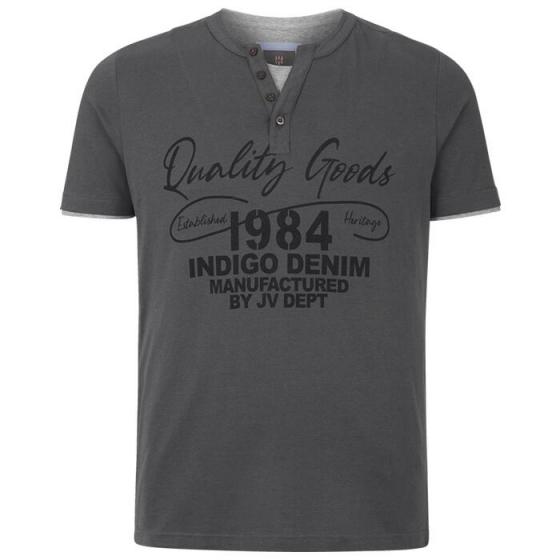 Quality Goods
Established Heritage
1984
INDIGO DENIM
MANUFACTURED
BY JV DEPT